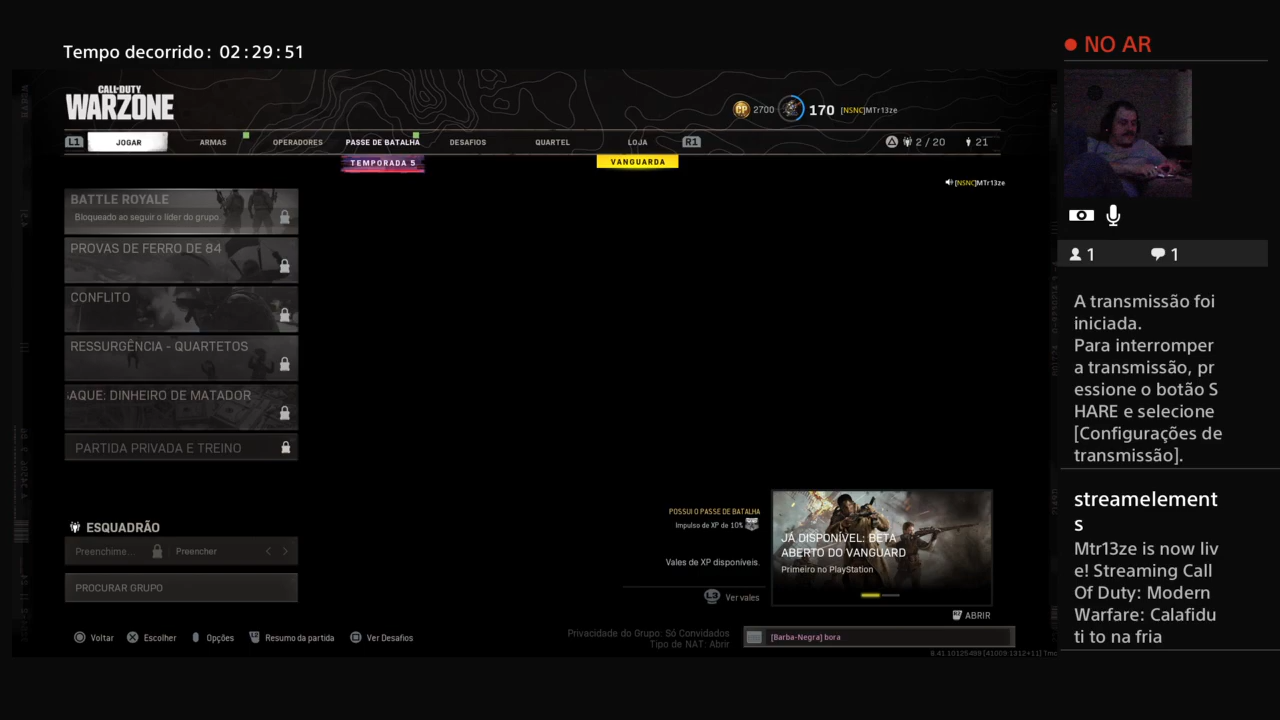 Tempo decorrido: 02:29:51
NO AR
CALL OF DUTY
WARZONE
CP 2700 170 [NSNC]MTr13ze
L1 JOGAR ARMAS OPERADORES PASSE DE BATALHA DESAFIOS QUARTEL LOJA R1 2 / 20 21
TEMPORADA 5 VANGUARDA
[NSNC]MTr13ze
BATTLE ROYALE
Bloqueado ao seguir o líder do grupo.
PROVAS DE FERRO DE 84
CONFLITO
RESSURGÊNCIA - QUARTETOS
AQUE: DINHEIRO DE MATADOR
PARTIDA PRIVADA E TREINO
ESQUADRÃO
Preenchime... Preencher
PROCURAR GRUPO
POSSUI O PASSE DE BATALHA
Impulso de XP de 10%
Vales de XP disponíveis.
L3 Ver vales
JÁ DISPONÍVEL: BETA
ABERTO DO VANGUARD
Primeiro no PlayStation
ABRIR
Voltar Escolher Opções Resumo da partida Ver Desafios
Privacidade do Grupo: Só Convidados
Tipo de NAT: Abrir
[Barba-Negra] bora
1 1
A transmissão foi
iniciada.
Para interromper
a transmissão, pr
essione o botão S
HARE e selecione
[Configurações de
transmissão].
streamelement
s
Mtr13ze is now liv
e! Streaming Call
Of Duty: Modern
Warfare: Calafidu
ti to na fria